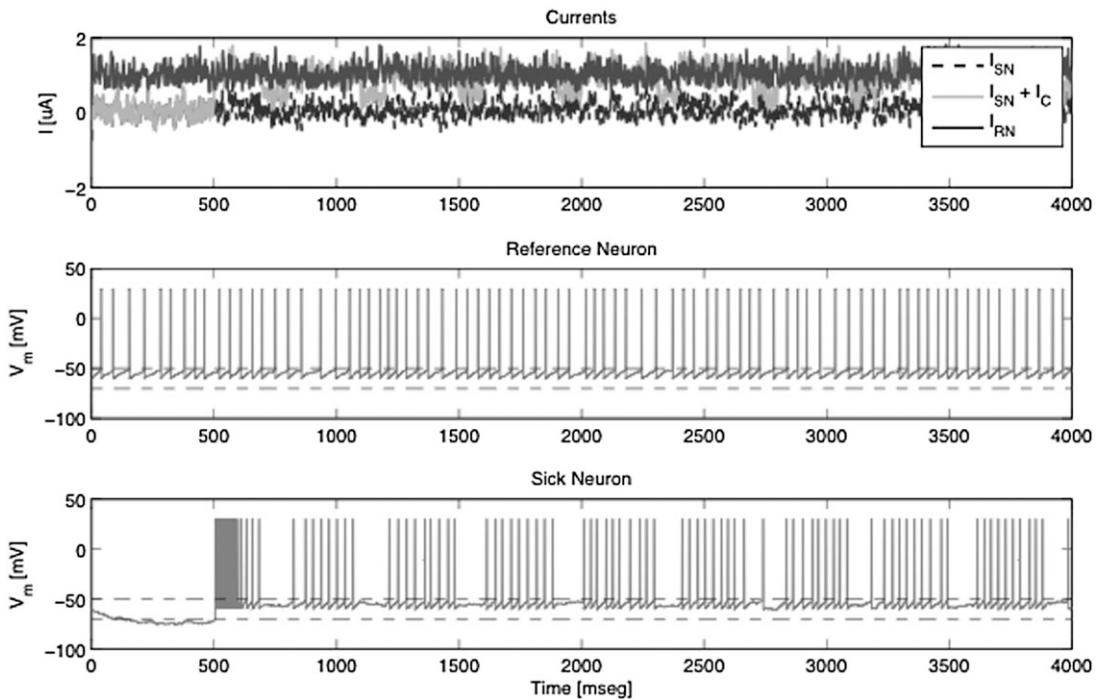 Currents
I [uA]
2
0
−2
I_SN
I_SN + I_C
I_RN
0 500 1000 1500 2000 2500 3000 3500 4000
Reference Neuron
V_m [mV]
50
0
−50
−100
0 500 1000 1500 2000 2500 3000 3500 4000
Sick Neuron
V_m [mV]
50
0
−50
−100
0 500 1000 1500 2000 2500 3000 3500 4000
Time [mseg]